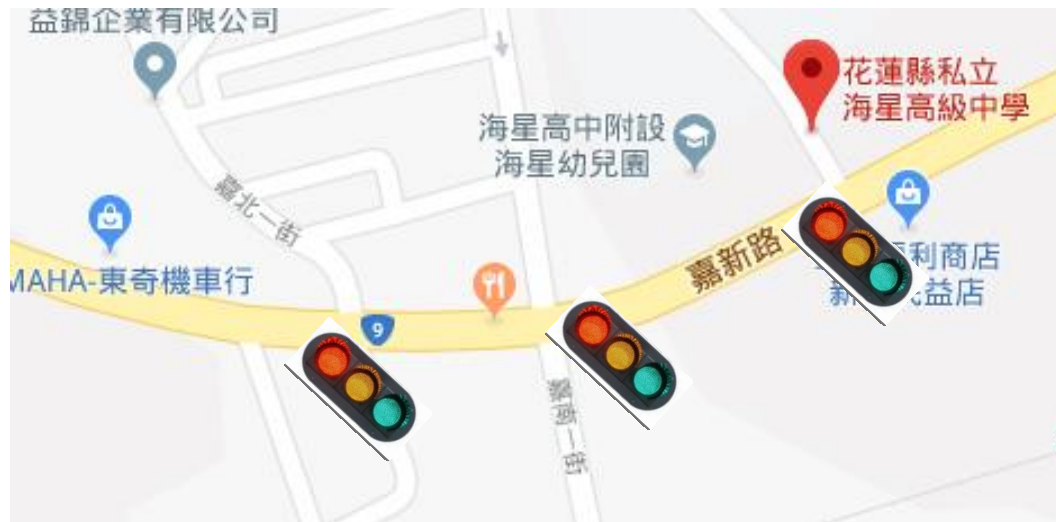 益錦企業有限公司
花蓮縣私立
海星高級中學
海星高中附設
海星幼兒園
嘉北一街
嘉新路
MAHA-東奇機車行
利商店
新
益店
9
嘉南一街